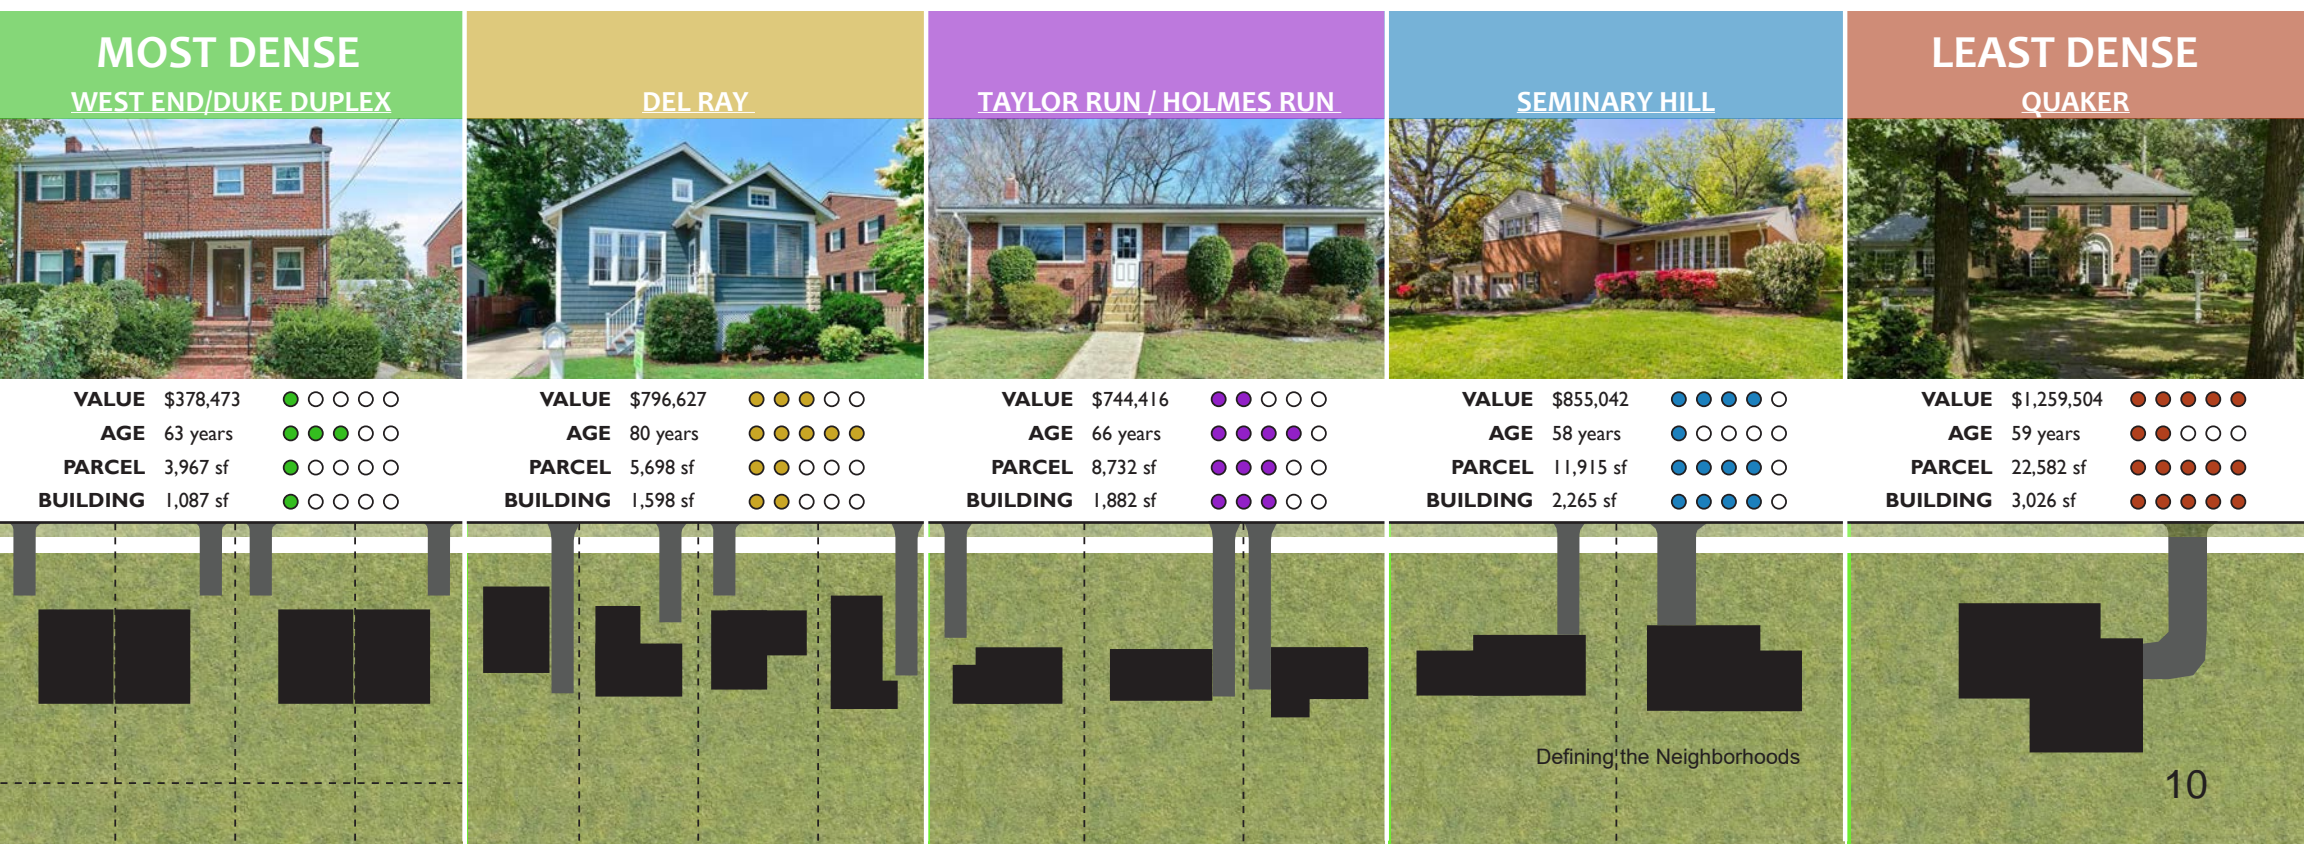 MOST DENSE
WEST END/DUKE DUPLEX
VALUE $378,473
AGE 63 years
PARCEL 3,967 sf
BUILDING 1,087 sf
DEL RAY
VALUE $796,627
AGE 80 years
PARCEL 5,698 sf
BUILDING 1,598 sf
TAYLOR RUN / HOLMES RUN
VALUE $744,416
AGE 66 years
PARCEL 8,732 sf
BUILDING 1,882 sf
SEMINARY HILL
VALUE $855,042
AGE 58 years
PARCEL 11,915 sf
BUILDING 2,265 sf
LEAST DENSE
QUAKER
VALUE $1,259,504
AGE 59 years
PARCEL 22,582 sf
BUILDING 3,026 sf
Defining the Neighborhoods
10